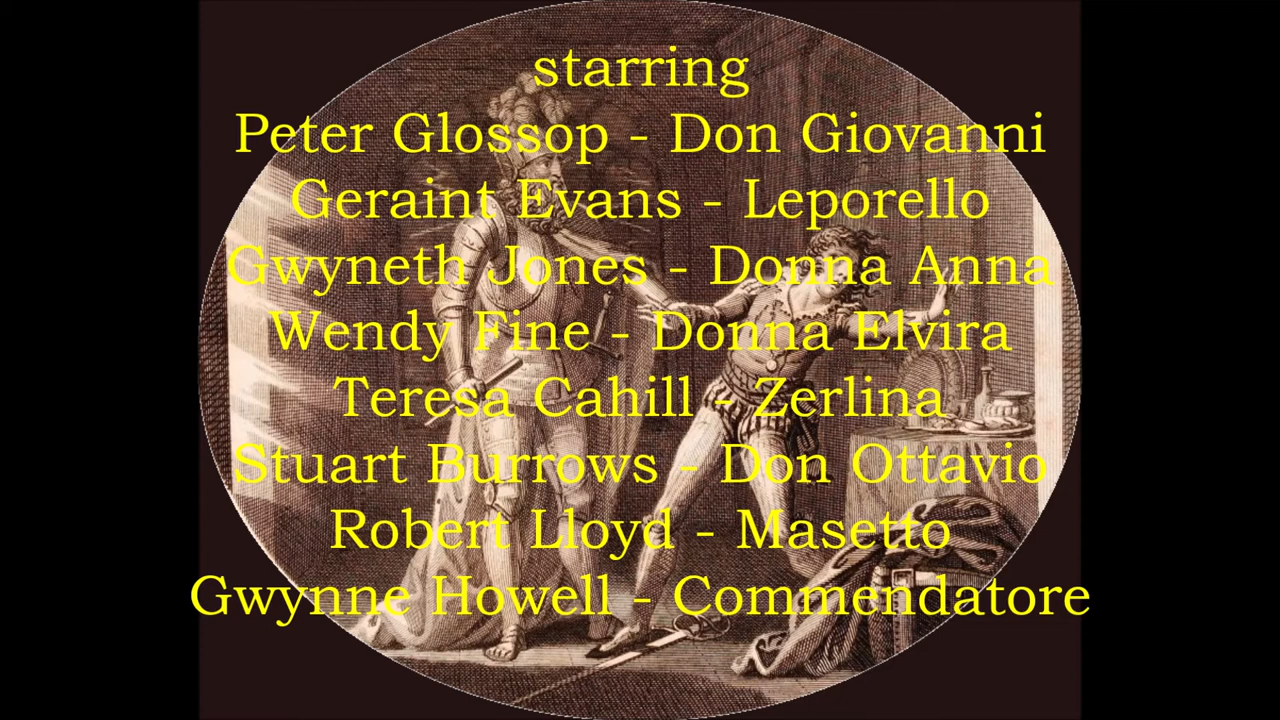 starring
Peter Glossop - Don Giovanni
Geraint Evans - Leporello
Gwyneth Jones - Donna Anna
Wendy Fine - Donna Elvira
Teresa Cahill - Zerlina
Stuart Burrows - Don Ottavio
Robert Lloyd - Masetto
Gwynne Howell - Commendatore